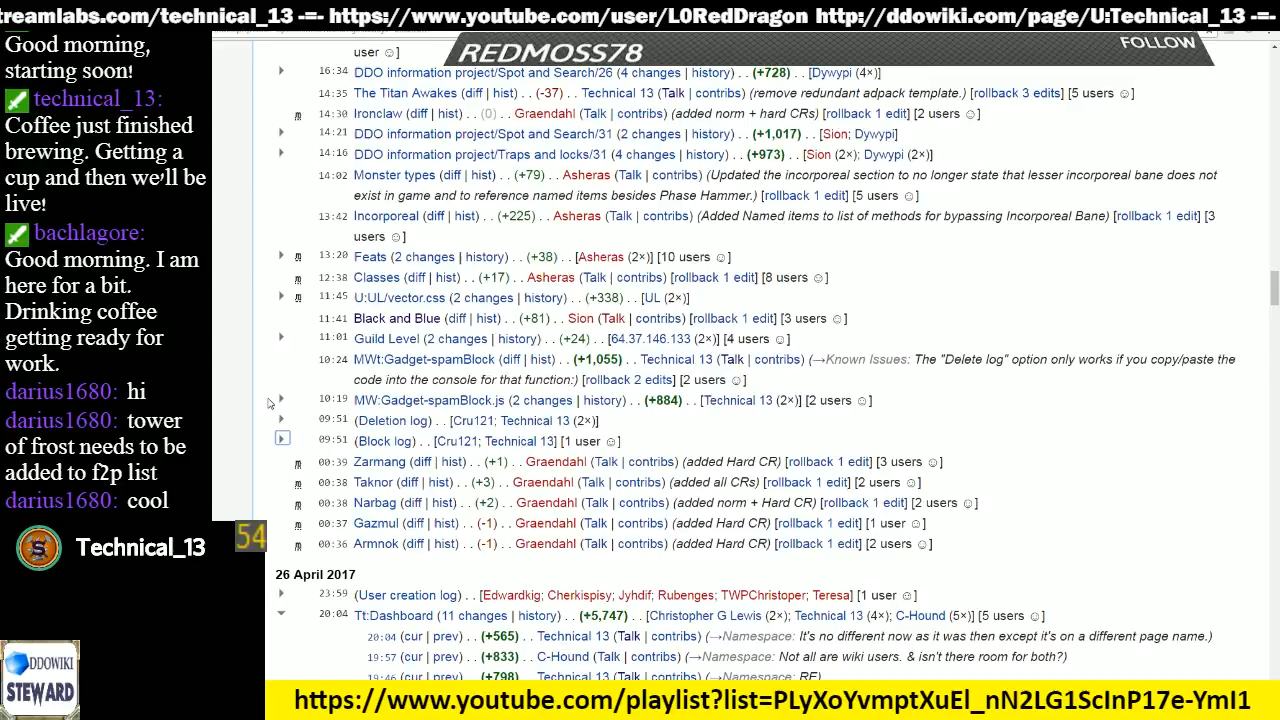 streamlabs.com/technical_13 -=- https://www.youtube.com/user/L0RedDragon http://ddowiki.com/page/U:Technical_13 -=-
REDMOSS78
FOLLOW
Good morning,
starting soon!
technical_13:
Coffee just finished
brewing. Getting a
cup and then we'll be
live!
bachlagore:
Good morning. I am
here for a bit.
Drinking coffee
getting ready for
work.
darius1680: hi
darius1680: tower
of frost needs to be
added to f2p list
darius1680: cool
Technical_13
54
DDOWIKI
STEWARD
user ☺]
16:34 DDO information project/Spot and Search/26 (4 changes | history) . . (+728) . . [Dywypi (4×)]
14:35 The Titan Awakes (diff | hist) . . (-37) . . Technical 13 (Talk | contribs) (remove redundant adpack template.) [rollback 3 edits] [5 users ☺]
m 14:30 Ironclaw (diff | hist) . . (0) . . Graendahl (Talk | contribs) (added norm + hard CRs) [rollback 1 edit] [2 users ☺]
14:21 DDO information project/Spot and Search/31 (2 changes | history) . . (+1,017) . . [Sion; Dywypi]
14:16 DDO information project/Traps and locks/31 (4 changes | history) . . (+973) . . [Sion (2×); Dywypi (2×)]
14:02 Monster types (diff | hist) . . (+79) . . Asheras (Talk | contribs) (Updated the incorporeal section to no longer state that lesser incorporeal bane does not
exist in game and to reference named items besides Phase Hammer.) [rollback 1 edit] [5 users ☺]
13:42 Incorporeal (diff | hist) . . (+225) . . Asheras (Talk | contribs) (Added Named items to list of methods for bypassing Incorporeal Bane) [rollback 1 edit] [3
users ☺]
m 13:20 Feats (2 changes | history) . . (+38) . . [Asheras (2×)] [10 users ☺]
m 12:38 Classes (diff | hist) . . (+17) . . Asheras (Talk | contribs) [rollback 1 edit] [8 users ☺]
m 11:45 U:UL/vector.css (2 changes | history) . . (+338) . . [UL (2×)]
11:41 Black and Blue (diff | hist) . . (+81) . . Sion (Talk | contribs) [rollback 1 edit] [3 users ☺]
11:01 Guild Level (2 changes | history) . . (+24) . . [64.37.146.133 (2×)] [4 users ☺]
10:24 MWt:Gadget-spamBlock (diff | hist) . . (+1,055) . . Technical 13 (Talk | contribs) (→Known Issues: The "Delete log" option only works if you copy/paste the
code into the console for that function:) [rollback 2 edits] [2 users ☺]
10:19 MW:Gadget-spamBlock.js (2 changes | history) . . (+884) . . [Technical 13 (2×)] [2 users ☺]
09:51 (Deletion log) . . [Cru121; Technical 13 (2×)]
09:51 (Block log) . . [Cru121; Technical 13] [1 user ☺]
m 00:39 Zarmang (diff | hist) . . (+1) . . Graendahl (Talk | contribs) (added Hard CR) [rollback 1 edit] [3 users ☺]
m 00:38 Taknor (diff | hist) . . (+3) . . Graendahl (Talk | contribs) (added all CRs) [rollback 1 edit] [2 users ☺]
m 00:38 Narbag (diff | hist) . . (+2) . . Graendahl (Talk | contribs) (added norm + Hard CR) [rollback 1 edit] [2 users ☺]
m 00:37 Gazmul (diff | hist) . . (-1) . . Graendahl (Talk | contribs) (added Hard CR) [rollback 1 edit] [1 user ☺]
m 00:36 Armnok (diff | hist) . . (-1) . . Graendahl (Talk | contribs) (added Hard CR) [rollback 1 edit] [2 users ☺]
26 April 2017
23:59 (User creation log) . . [Edwardkig; Cherkispisy; Jyhdif; Rubenges; TWPChristoper; Teresa] [1 user ☺]
20:04 Tt:Dashboard (11 changes | history) . . (+5,747) . . [Christopher G Lewis (2×); Technical 13 (4×); C-Hound (5×)] [5 users ☺]
20:04 (cur | prev) . . (+565) . . Technical 13 (Talk | contribs) (→Namespace: It's no different now as it was then except it's on a different page name.)
19:57 (cur | prev) . . (+833) . . C-Hound (Talk | contribs) (→Namespace: Not all are wiki users. & isn't there room for both?)
19:46 (cur | prev) . . (+798) . . Technical 13 (Talk | contribs) (→Namespace: RE)
https://www.youtube.com/playlist?list=PLyXoYvmptXuEl_nN2LG1ScInP17e-YmI1